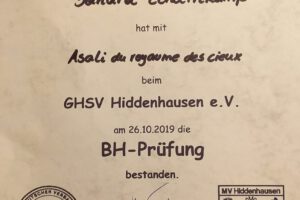 hat mit
Asali du royaume des cieux
beim
GHSV Hiddenhausen e.V.
am 26.10.2019 die
BH-Prüfung
bestanden.
MV Hiddenhausen